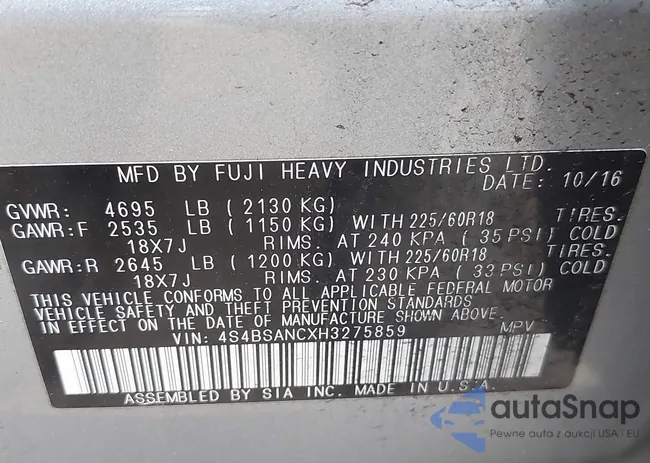 MFD BY FUJI HEAVY INDUSTRIES LTD.
DATE: 10/16
GVWR: 4695 LB ( 2130 KG)
GAWR:F 2535 LB ( 1150 KG) WITH 225/60R18 TIRES.
18X7J RIMS. AT 240 KPA ( 35 PSI) COLD
GAWR:R 2645 LB ( 1200 KG) WITH 225/60R18 TIRES.
18X7J RIMS. AT 230 KPA ( 33 PSI) COLD
THIS VEHICLE CONFORMS TO ALL APPLICABLE FEDERAL MOTOR
VEHICLE SAFETY AND THEFT PREVENTION STANDARDS
IN EFFECT ON THE DATE OF MANUFACTURE SHOWN ABOVE.
VIN: 4S4BSANCXH3275859 MPV
ASSEMBLED BY SIA INC. MADE IN U.S.A.
autaSnap
Pewne auta z aukcji USA i EU